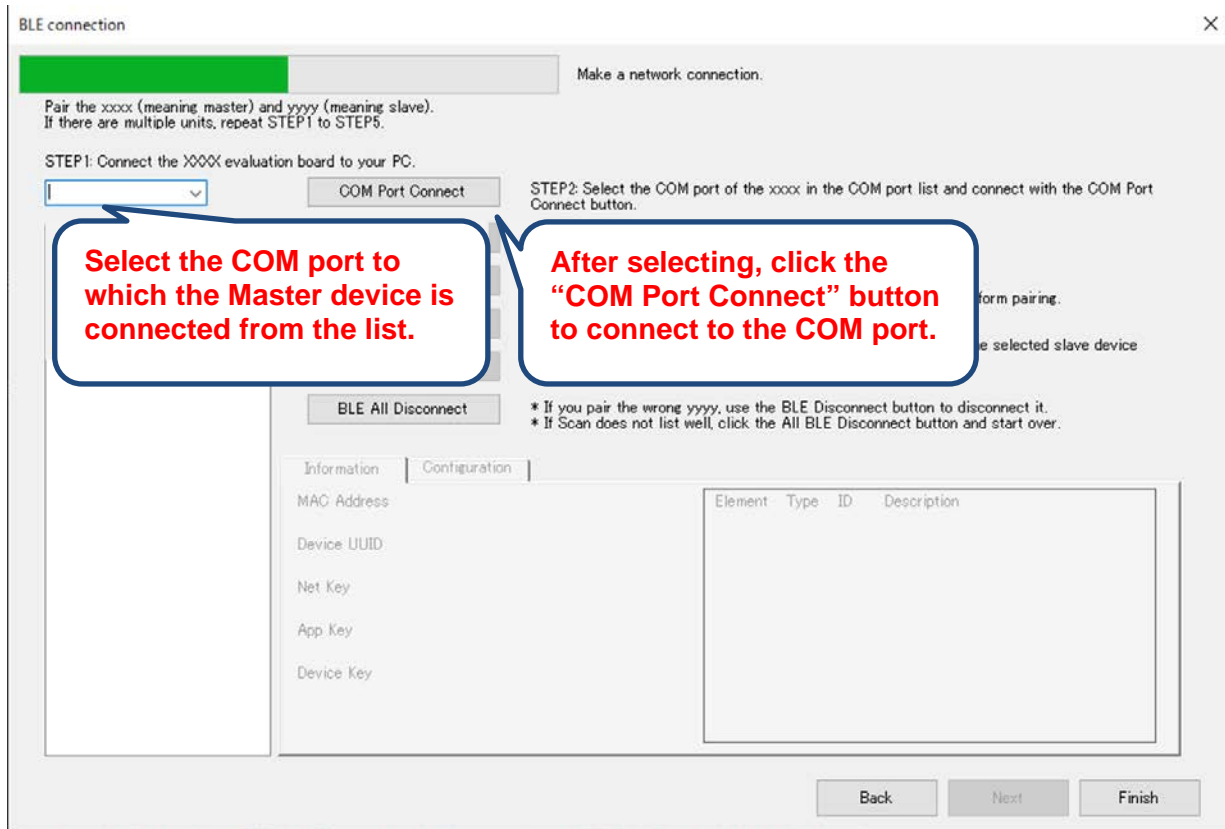 BLE connection
Make a network connection.
Pair the xxxx (meaning master) and yyyy (meaning slave).
If there are multiple units, repeat STEP1 to STEP5.
STEP1: Connect the XXXX evaluation board to your PC.
COM Port Connect
STEP2: Select the COM port of the xxxx in the COM port list and connect with the COM Port
Connect button.
Select the COM port to
which the Master device is
connected from the list.
After selecting, click the
“COM Port Connect” button
to connect to the COM port.
form pairing.
e selected slave device
BLE All Disconnect
* If you pair the wrong yyyy, use the BLE Disconnect button to disconnect it.
* If Scan does not list well, click the All BLE Disconnect button and start over.
Information Configuration
MAC Address
Element Type ID Description
Device UUID
Net Key
App Key
Device Key
Back Next Finish